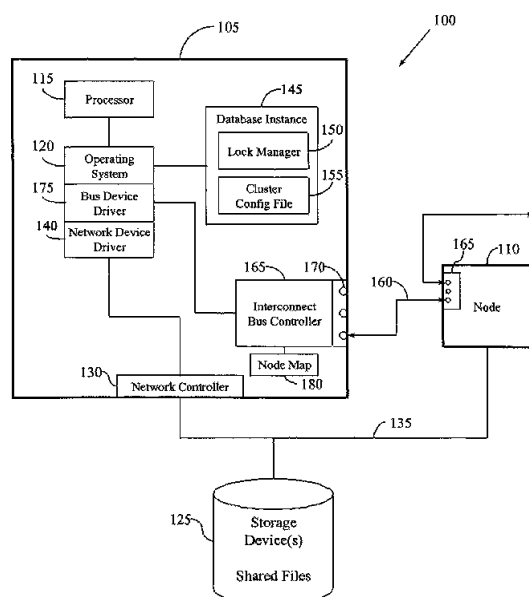 105
100
115
Processor
145
Database Instance
150
Lock Manager
120
Operating
System
155
Cluster
Config File
175
Bus Device
Driver
140
Network Device
Driver
165
170
Interconnect
Bus Controller
160
165
110
Node
Node Map
180
130
Network Controller
135
125
Storage
Device(s)
Shared Files